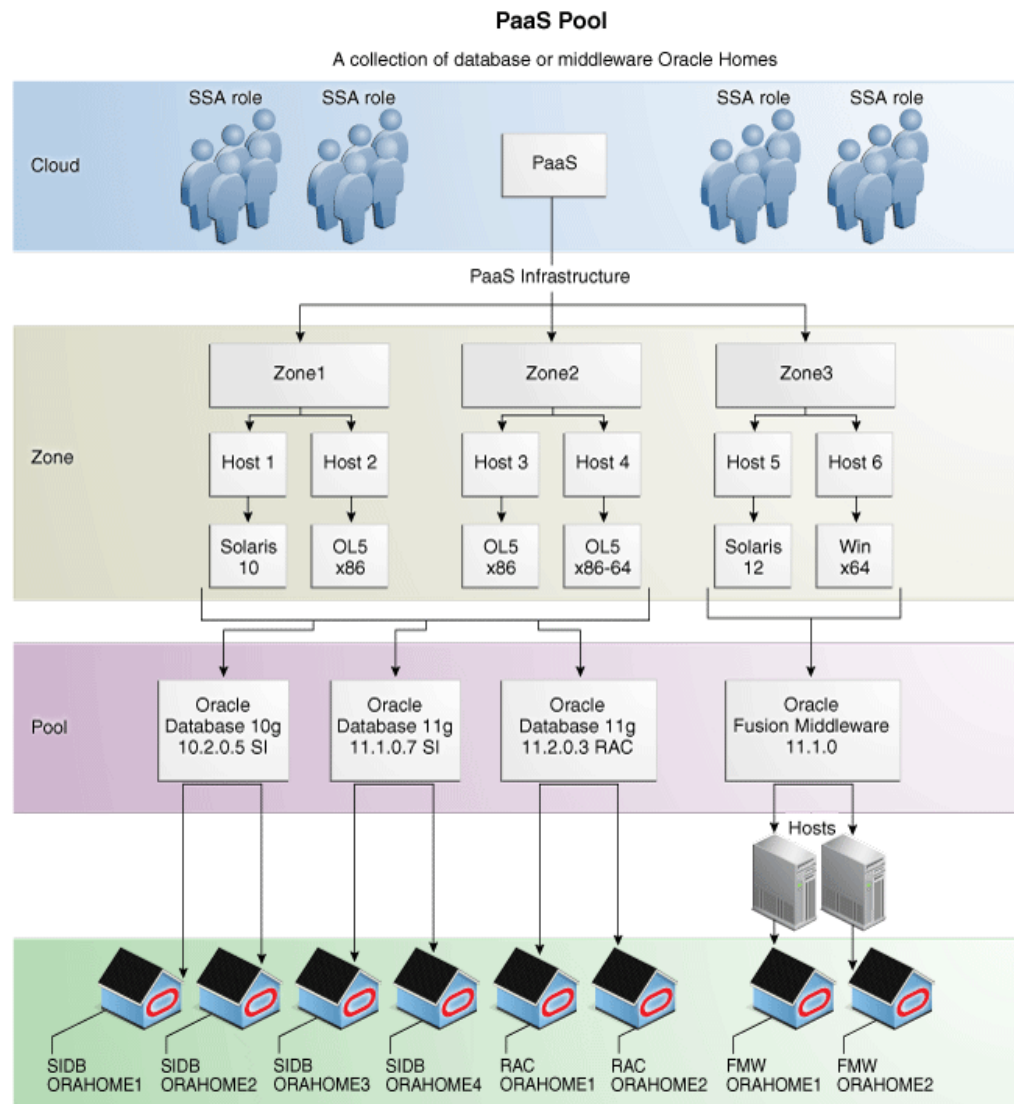 PaaS Pool
A collection of database or middleware Oracle Homes
SSA role
SSA role
SSA role
SSA role
Cloud
PaaS
PaaS Infrastructure
Zone1
Zone2
Zone3
Zone
Host 1
Host 2
Host 3
Host 4
Host 5
Host 6
Solaris
10
OL5
x86
OL5
x86
OL5
x86-64
Solaris
12
Win
x64
Pool
Oracle
Database 10g
10.2.0.5 SI
Oracle
Database 11g
11.1.0.7 SI
Oracle
Database 11g
11.2.0.3 RAC
Oracle
Fusion Middleware
11.1.0
Hosts
SIDB
ORAHOME1
SIDB
ORAHOME2
SIDB
ORAHOME3
SIDB
ORAHOME4
RAC
ORAHOME1
RAC
ORAHOME2
FMW
ORAHOME1
FMW
ORAHOME2